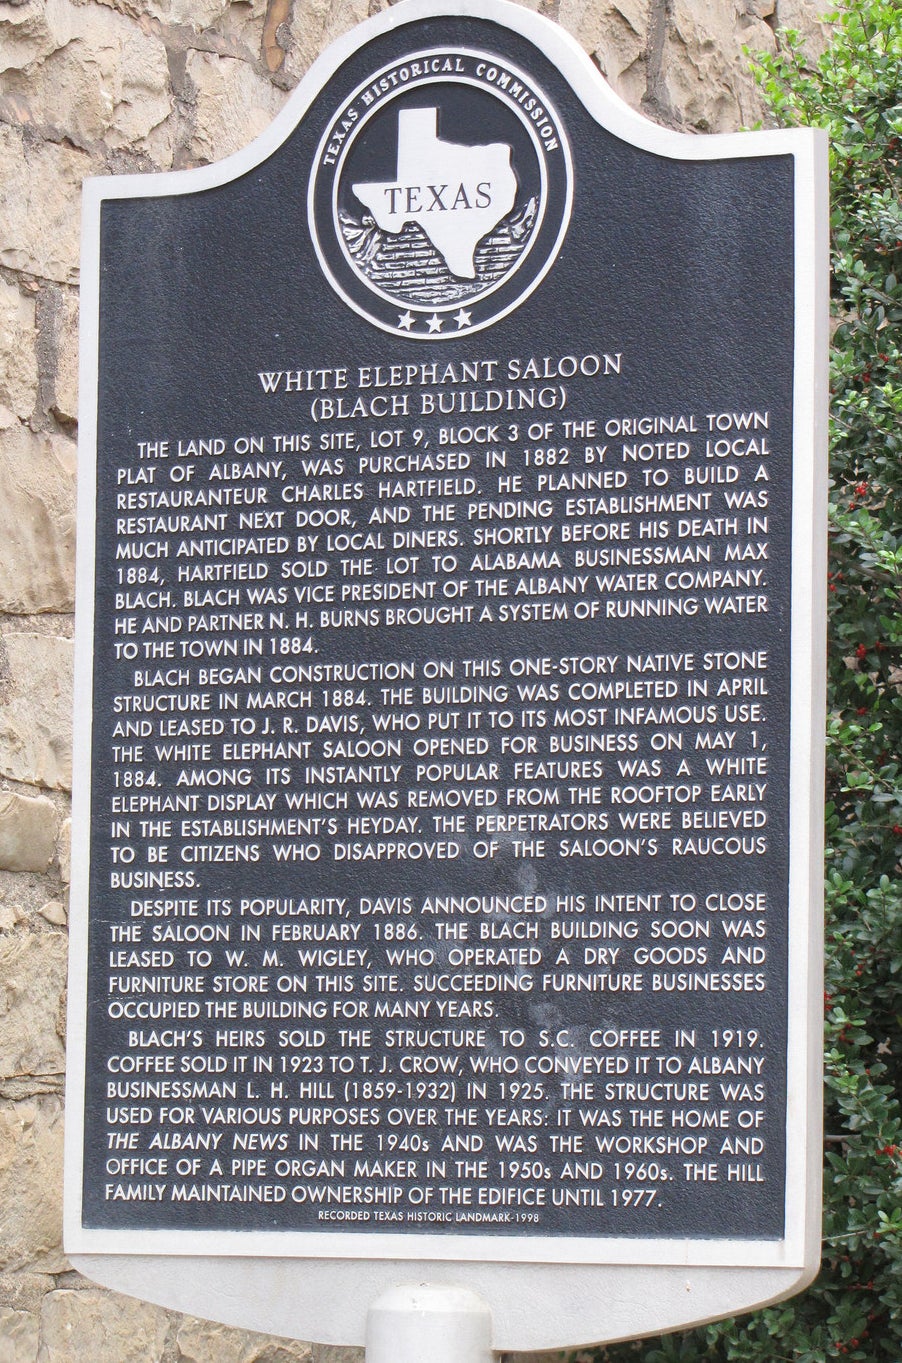 TEXAS HISTORICAL COMMISSION
TEXAS
WHITE ELEPHANT SALOON
(BLACH BUILDING)
THE LAND ON THIS SITE, LOT 9, BLOCK 3 OF THE ORIGINAL TOWN
PLAT OF ALBANY, WAS PURCHASED IN 1882 BY NOTED LOCAL
RESTAURANTEUR CHARLES HARTFIELD. HE PLANNED TO BUILD A
RESTAURANT NEXT DOOR, AND THE PENDING ESTABLISHMENT WAS
MUCH ANTICIPATED BY LOCAL DINERS. SHORTLY BEFORE HIS DEATH IN
1884, HARTFIELD SOLD THE LOT TO ALABAMA BUSINESSMAN MAX
BLACH. BLACH WAS VICE PRESIDENT OF THE ALBANY WATER COMPANY.
HE AND PARTNER N. H. BURNS BROUGHT A SYSTEM OF RUNNING WATER
TO THE TOWN IN 1884.
BLACH BEGAN CONSTRUCTION ON THIS ONE-STORY NATIVE STONE
STRUCTURE IN MARCH 1884. THE BUILDING WAS COMPLETED IN APRIL
AND LEASED TO J. R. DAVIS, WHO PUT IT TO ITS MOST INFAMOUS USE.
THE WHITE ELEPHANT SALOON OPENED FOR BUSINESS ON MAY 1,
1884. AMONG ITS INSTANTLY POPULAR FEATURES WAS A WHITE
ELEPHANT DISPLAY WHICH WAS REMOVED FROM THE ROOFTOP EARLY
IN THE ESTABLISHMENT'S HEYDAY. THE PERPETRATORS WERE BELIEVED
TO BE CITIZENS WHO DISAPPROVED OF THE SALOON'S RAUCOUS
BUSINESS.
DESPITE ITS POPULARITY, DAVIS ANNOUNCED HIS INTENT TO CLOSE
THE SALOON IN FEBRUARY 1886. THE BLACH BUILDING SOON WAS
LEASED TO W. M. WIGLEY, WHO OPERATED A DRY GOODS AND
FURNITURE STORE ON THIS SITE. SUCCEEDING FURNITURE BUSINESSES
OCCUPIED THE BUILDING FOR MANY YEARS.
BLACH'S HEIRS SOLD THE STRUCTURE TO S.C. COFFEE IN 1919.
COFFEE SOLD IT IN 1923 TO T. J. CROW, WHO CONVEYED IT TO ALBANY
BUSINESSMAN L. H. HILL (1859-1932) IN 1925. THE STRUCTURE WAS
USED FOR VARIOUS PURPOSES OVER THE YEARS: IT WAS THE HOME OF
THE ALBANY NEWS IN THE 1940s AND WAS THE WORKSHOP AND
OFFICE OF A PIPE ORGAN MAKER IN THE 1950s AND 1960s. THE HILL
FAMILY MAINTAINED OWNERSHIP OF THE EDIFICE UNTIL 1977.
RECORDED TEXAS HISTORIC LANDMARK-1998